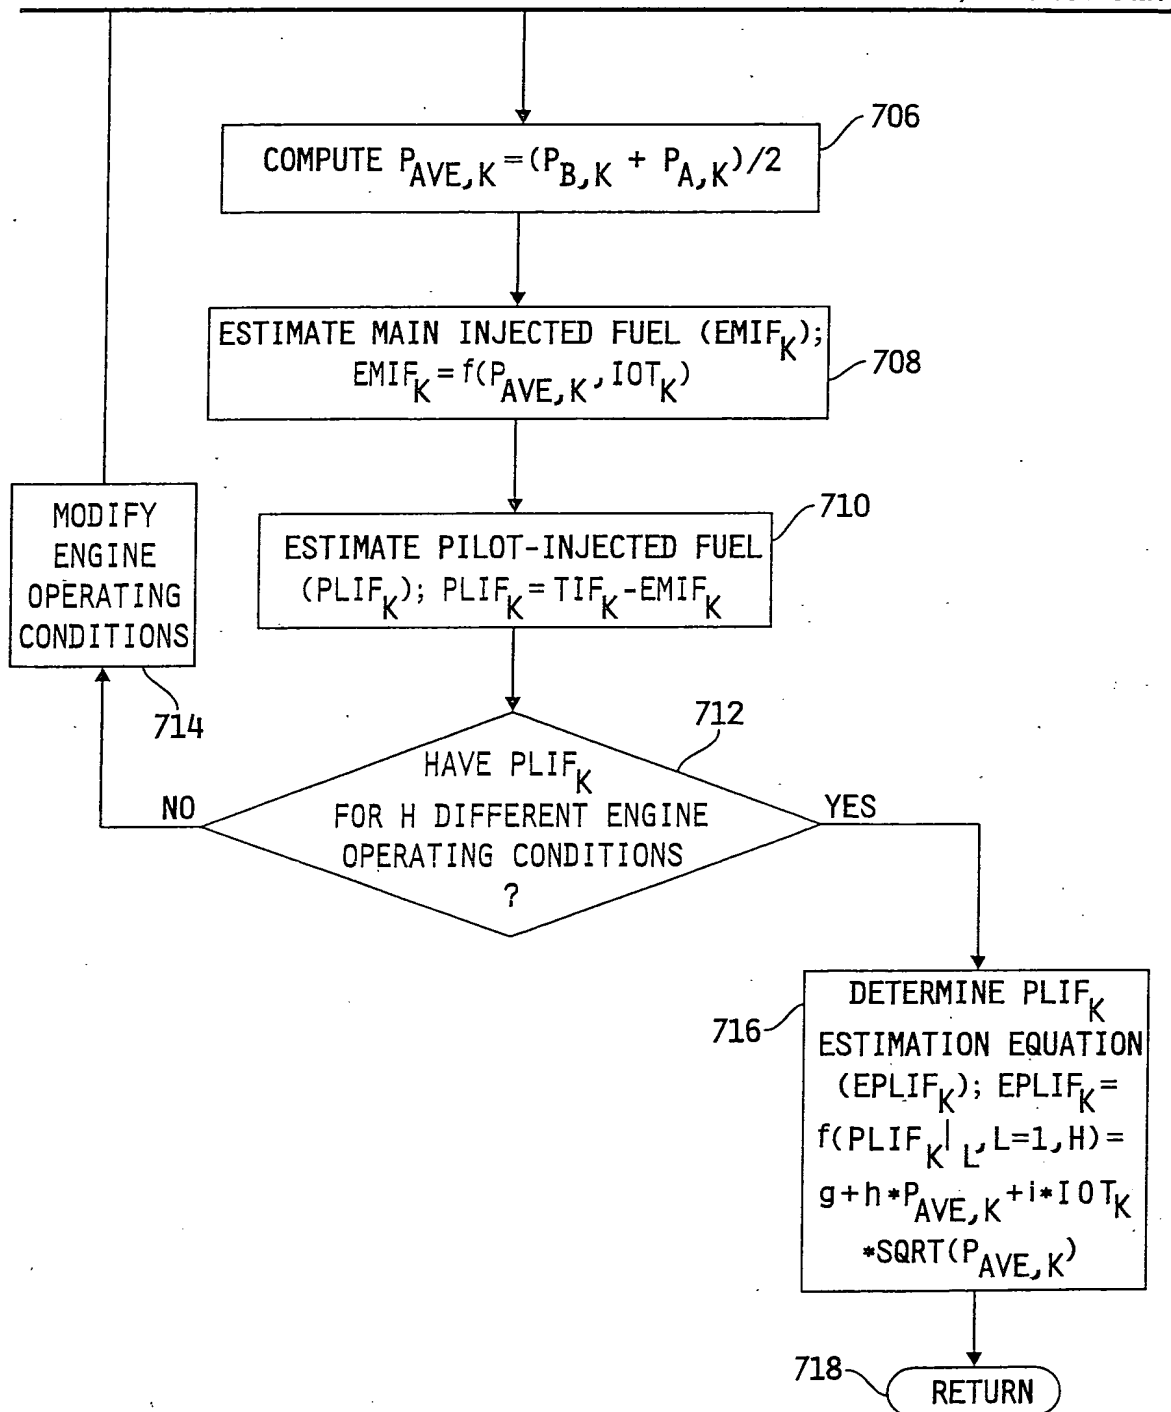 706
COMPUTE P_AVE,K = (P_B,K + P_A,K)/2
ESTIMATE MAIN INJECTED FUEL (EMIF_K);
EMIF_K = f(P_AVE,K, IOT_K)
708
710
ESTIMATE PILOT-INJECTED FUEL
(PLIF_K); PLIF_K = TIF_K - EMIF_K
MODIFY
ENGINE
OPERATING
CONDITIONS
714
712
HAVE PLIF_K
FOR H DIFFERENT ENGINE
OPERATING CONDITIONS
?
NO
YES
716
DETERMINE PLIF_K
ESTIMATION EQUATION
(EPLIF_K); EPLIF_K =
f(PLIF_K|_L, L=1,H) =
g+h*P_AVE,K + i*IOT_K
*SQRT(P_AVE,K)
718
RETURN